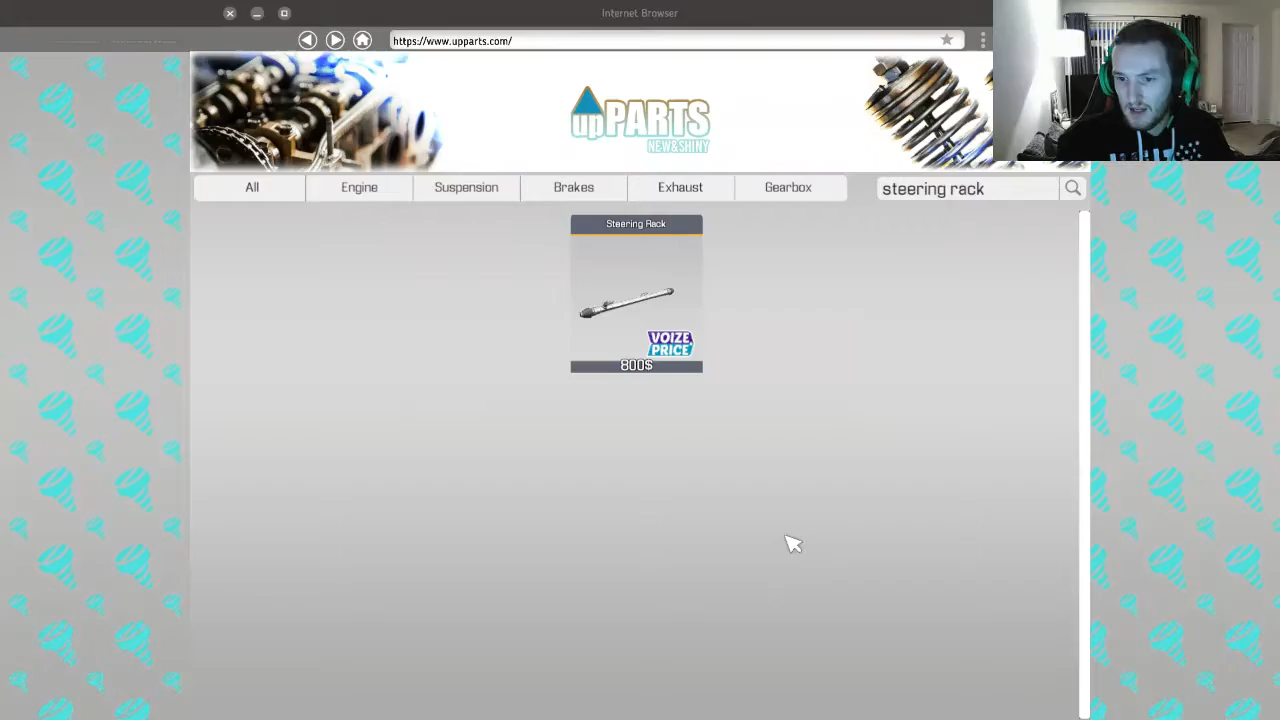 Internet Browser
https://www.upparts.com/
upPARTS
NEW&SHINY
All
Engine
Suspension
Brakes
Exhaust
Gearbox
steering rack
Steering Rack
VOIZE
PRICE
800$